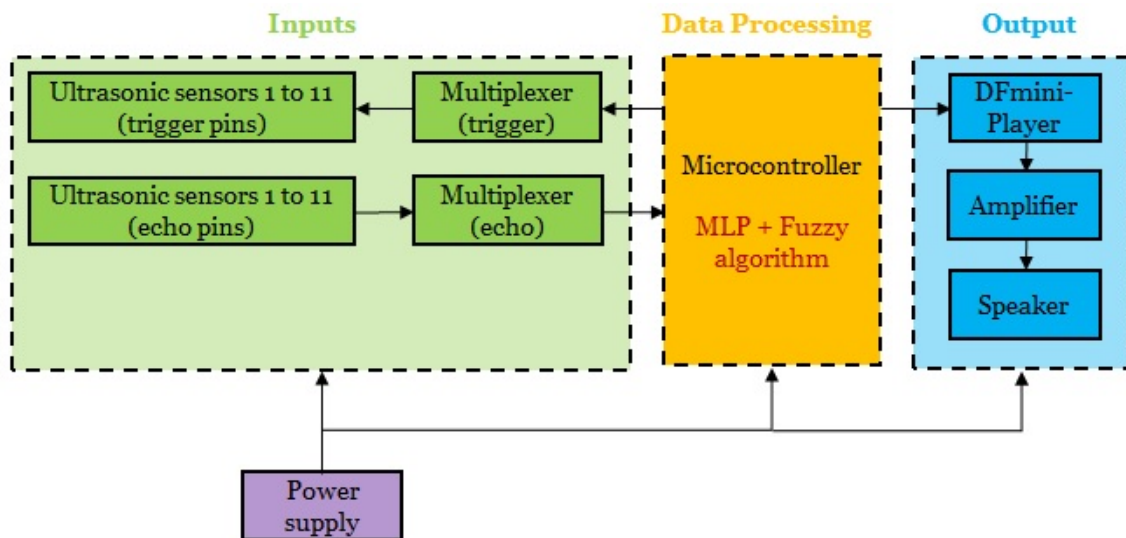 Inputs
Data Processing
Output
Ultrasonic sensors 1 to 11
(trigger pins)
Multiplexer
(trigger)
Ultrasonic sensors 1 to 11
(echo pins)
Multiplexer
(echo)
Microcontroller
MLP + Fuzzy
algorithm
DFmini-
Player
Amplifier
Speaker
Power
supply